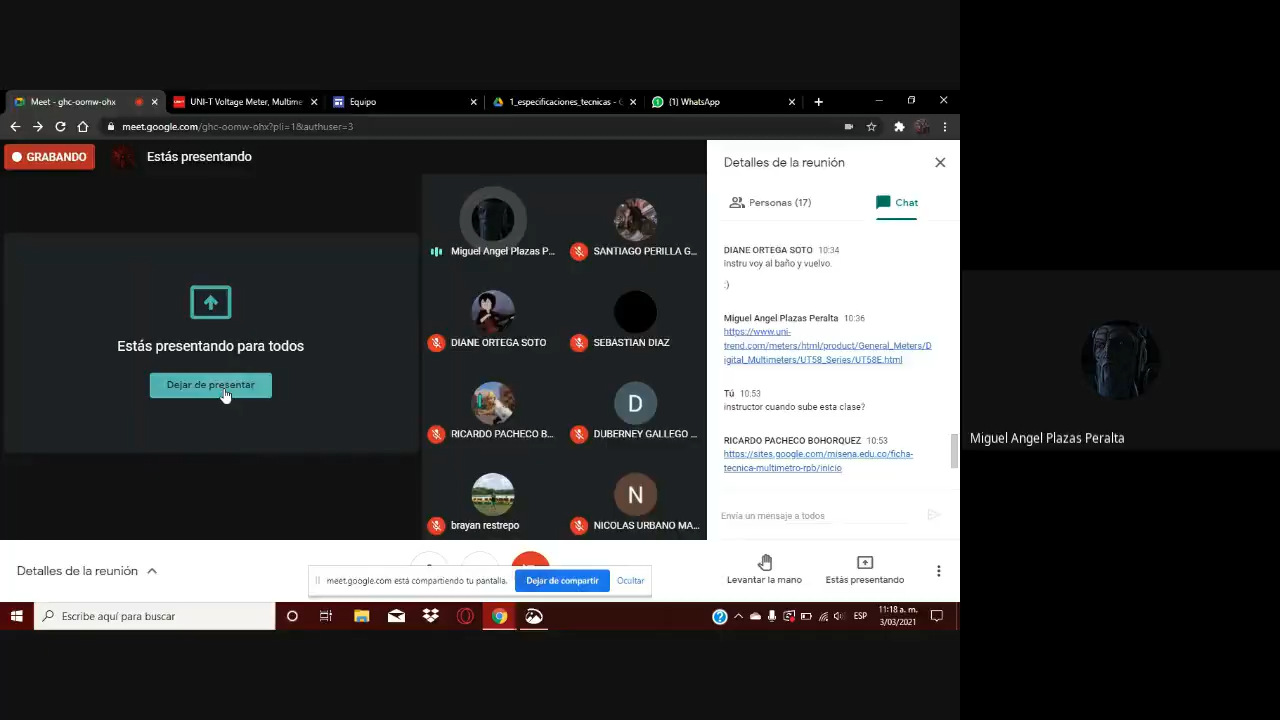 Meet - ghc-oomw-ohx
UNI-T Voltage Meter, Multime
Equipo
1_especificaciones_tecnicas - G
(1) WhatsApp
meet.google.com/ghc-oomw-ohx?pli=1&authuser=3
GRABANDO
Estás presentando
Estás presentando para todos
Dejar de presentar
Miguel Angel Plazas P...
SANTIAGO PERILLA G...
DIANE ORTEGA SOTO
SEBASTIAN DIAZ
RICARDO PACHECO B...
D
DUBERNEY GALLEGO ...
brayan restrepo
N
NICOLAS URBANO MA...
Detalles de la reunión
Personas (17)
Chat
DIANE ORTEGA SOTO 10:34
instru voy al baño y vuelvo.
:)
Miguel Angel Plazas Peralta 10:36
https://www.uni-
trend.com/meters/html/product/General_Meters/D
igital_Multimeters/UT58_Series/UT58E.html
Tú 10:53
instructor cuando sube esta clase?
RICARDO PACHECO BOHORQUEZ 10:53
https://sites.google.com/misena.edu.co/ficha-
tecnica-multimetro-rpb/inicio
Envía un mensaje a todos
Detalles de la reunión
meet.google.com está compartiendo tu pantalla.
Dejar de compartir
Ocultar
Levantar la mano
Estás presentando
Escribe aquí para buscar
ESP
11:18 a. m.
3/03/2021
Miguel Angel Plazas Peralta